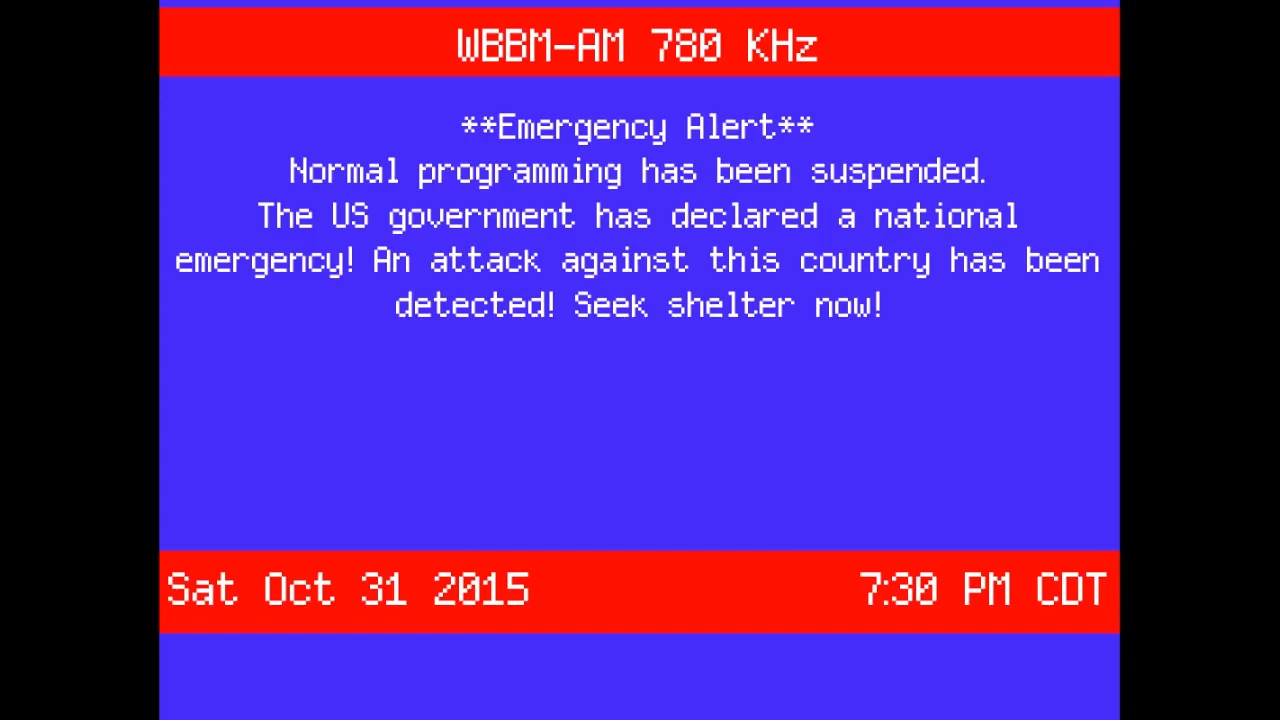 WBBM-AM 780 KHz
**Emergency Alert**
Normal programming has been suspended.
The US government has declared a national
emergency! An attack against this country has been
detected! Seek shelter now!
Sat Oct 31 2015 7:30 PM CDT